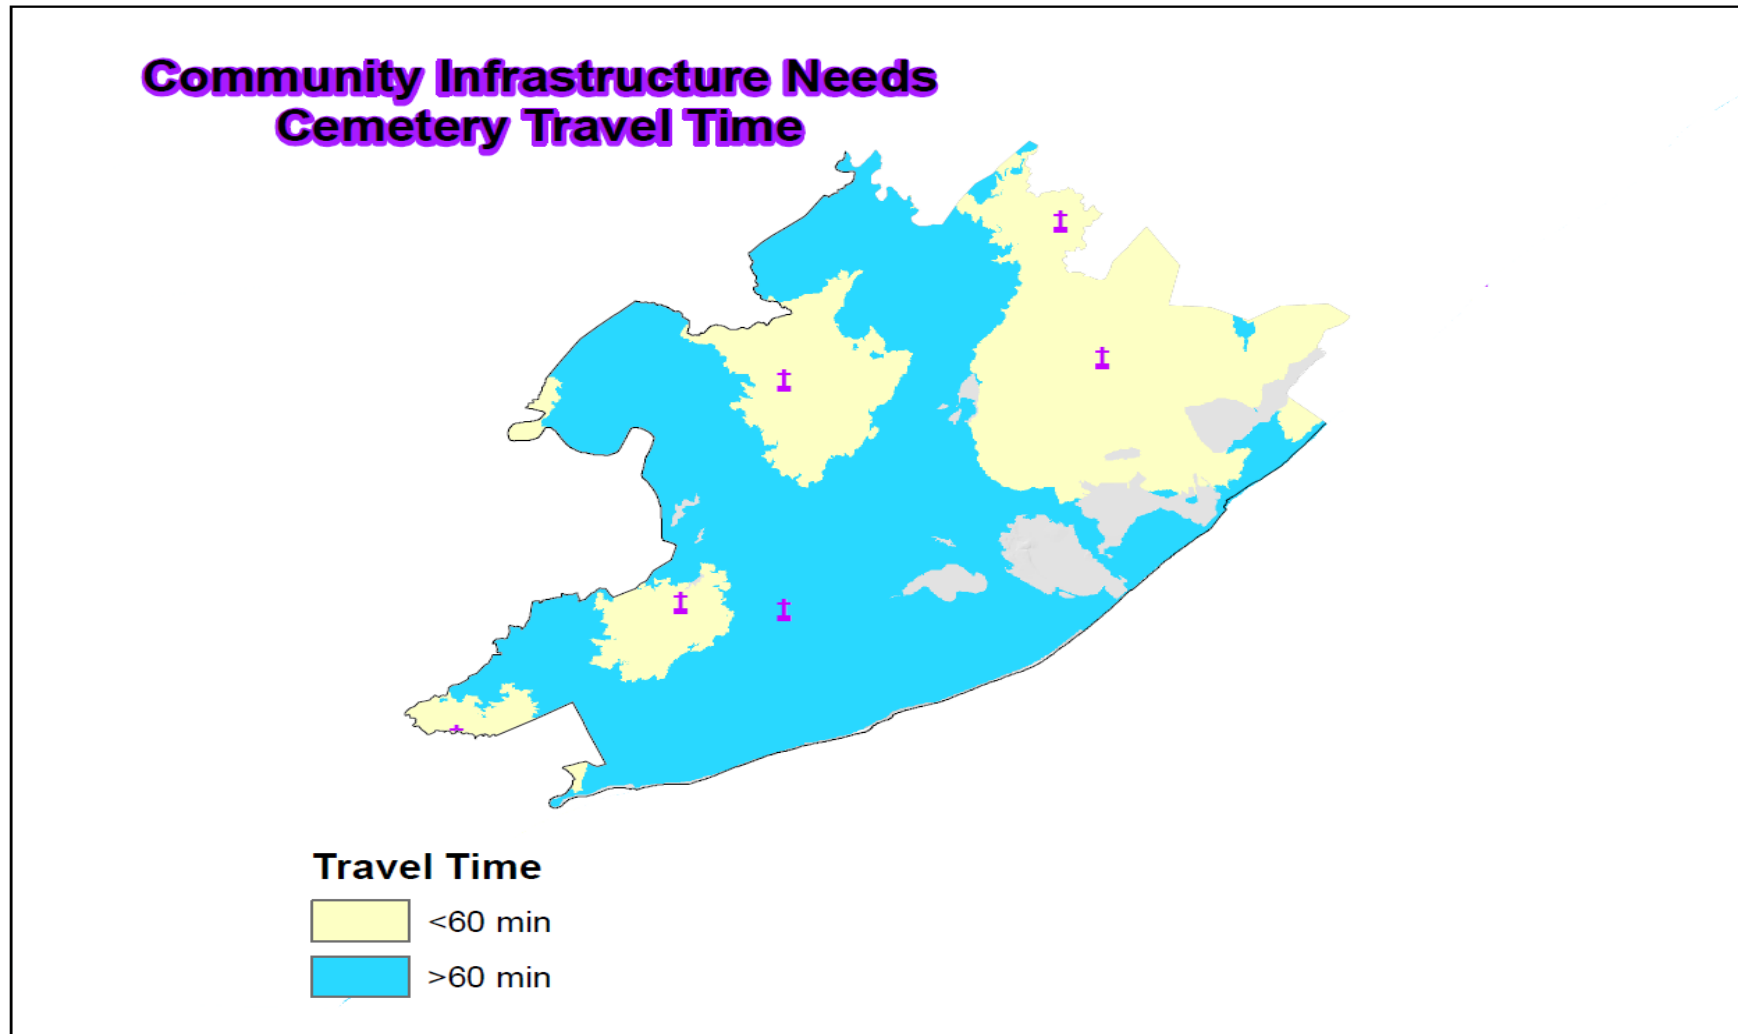 Community Infrastructure Needs
Cemetery Travel Time
Travel Time
<60 min
>60 min